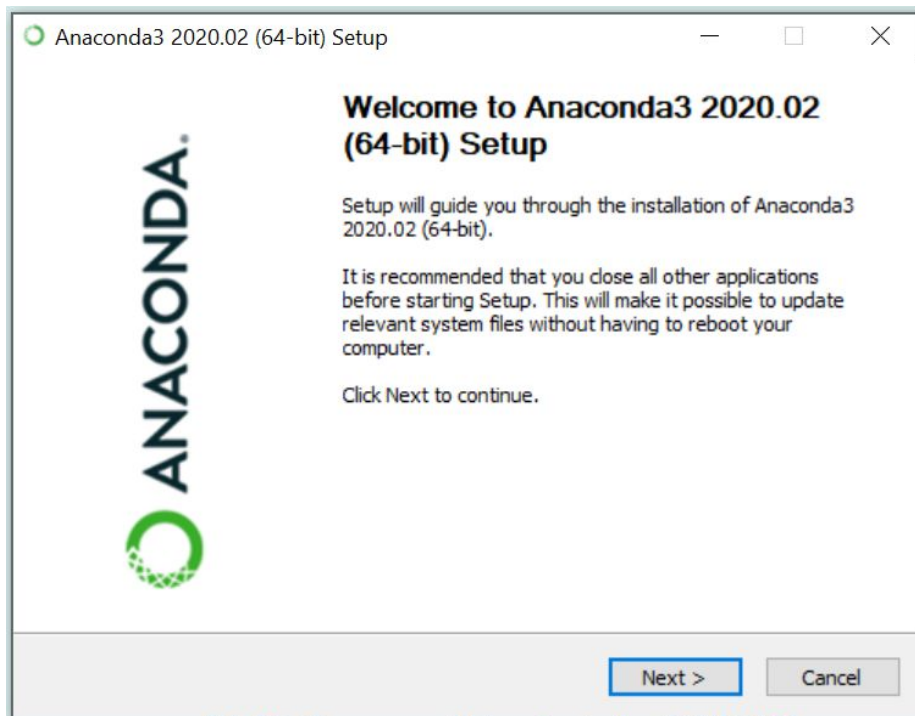 Anaconda3 2020.02 (64-bit) Setup
ANACONDA.
Welcome to Anaconda3 2020.02
(64-bit) Setup
Setup will guide you through the installation of Anaconda3
2020.02 (64-bit).
It is recommended that you close all other applications
before starting Setup. This will make it possible to update
relevant system files without having to reboot your
computer.
Click Next to continue.
Next >
Cancel